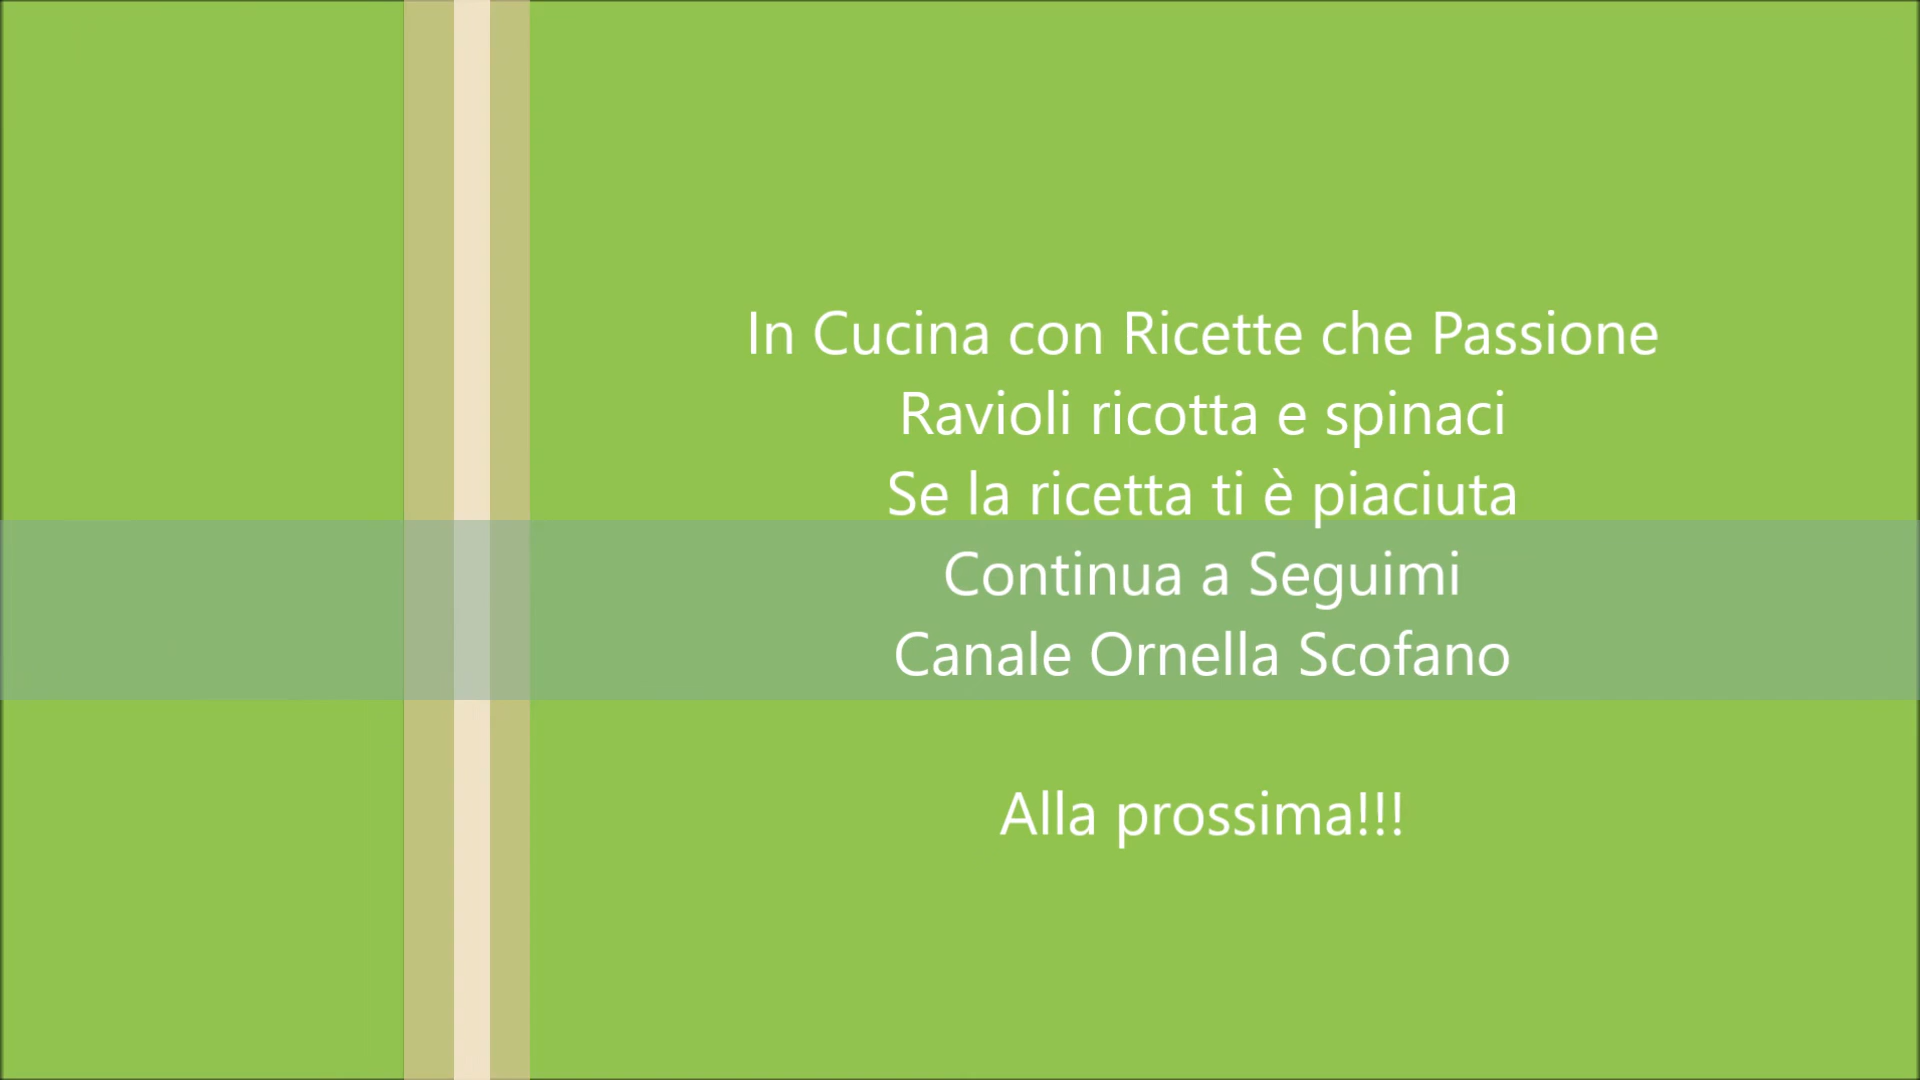 In Cucina con Ricette che Passione
Ravioli ricotta e spinaci
Se la ricetta ti è piaciuta
Continua a Seguimi
Canale Ornella Scofano
Alla prossima!!!